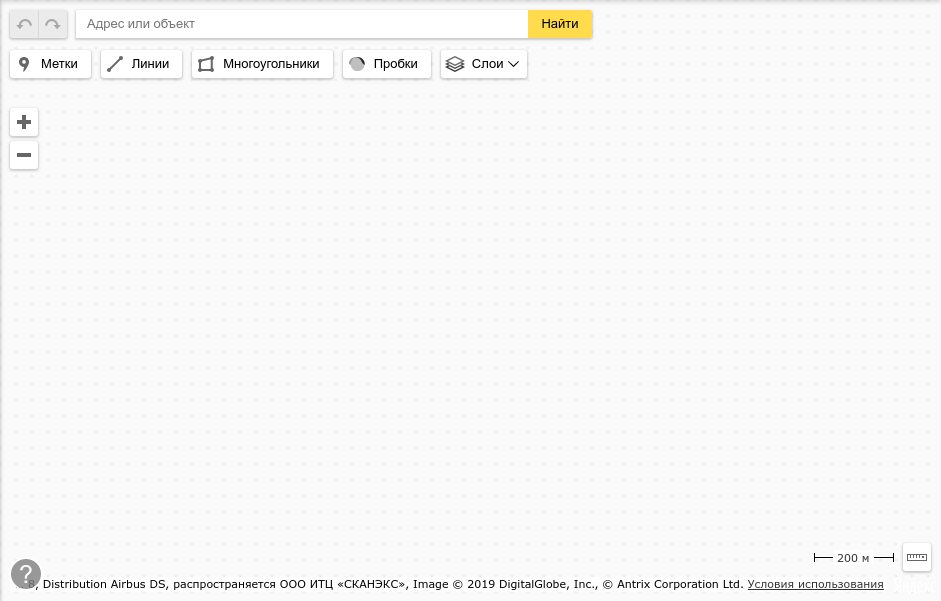 Адрес или объект
Найти
Метки
Линии
Многоугольники
Пробки
Слои
200 м
?
8, Distribution Airbus DS, распространяется ООО ИТЦ «СКАНЭКС», Image © 2019 DigitalGlobe, Inc., © Antrix Corporation Ltd. Условия использования